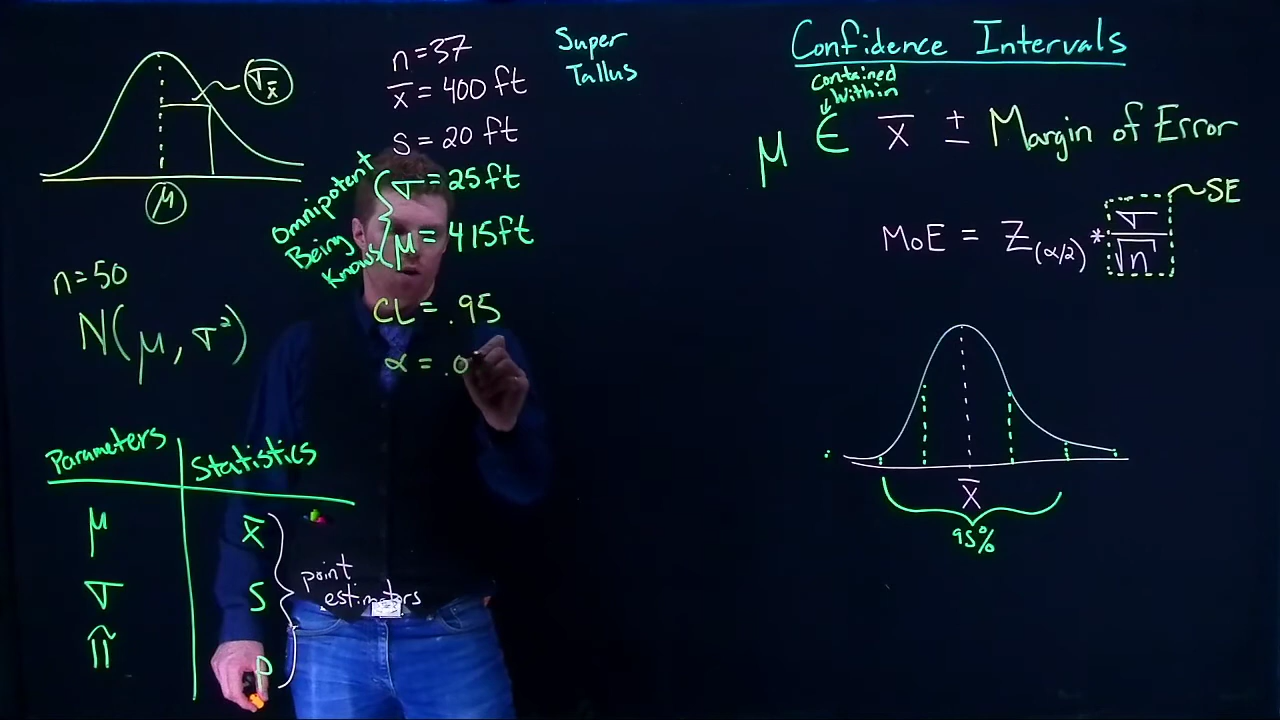 σx̄
μ
n=50
N(μ, σ²)
n=37
x̄ = 400 ft
s = 20 ft
σ = 25 ft
μ = 415 ft
Omnipotent
Being
Knows
CL = .95
α = .0
Super
Tallus
Parameters Statistics
μ x̄
σ s
π p
point
estimators
Confidence Intervals
contained
within
μ ∈ x̄ ± Margin of Error
MoE = Z(α/2) * σ/√n
SE
x̄
95%